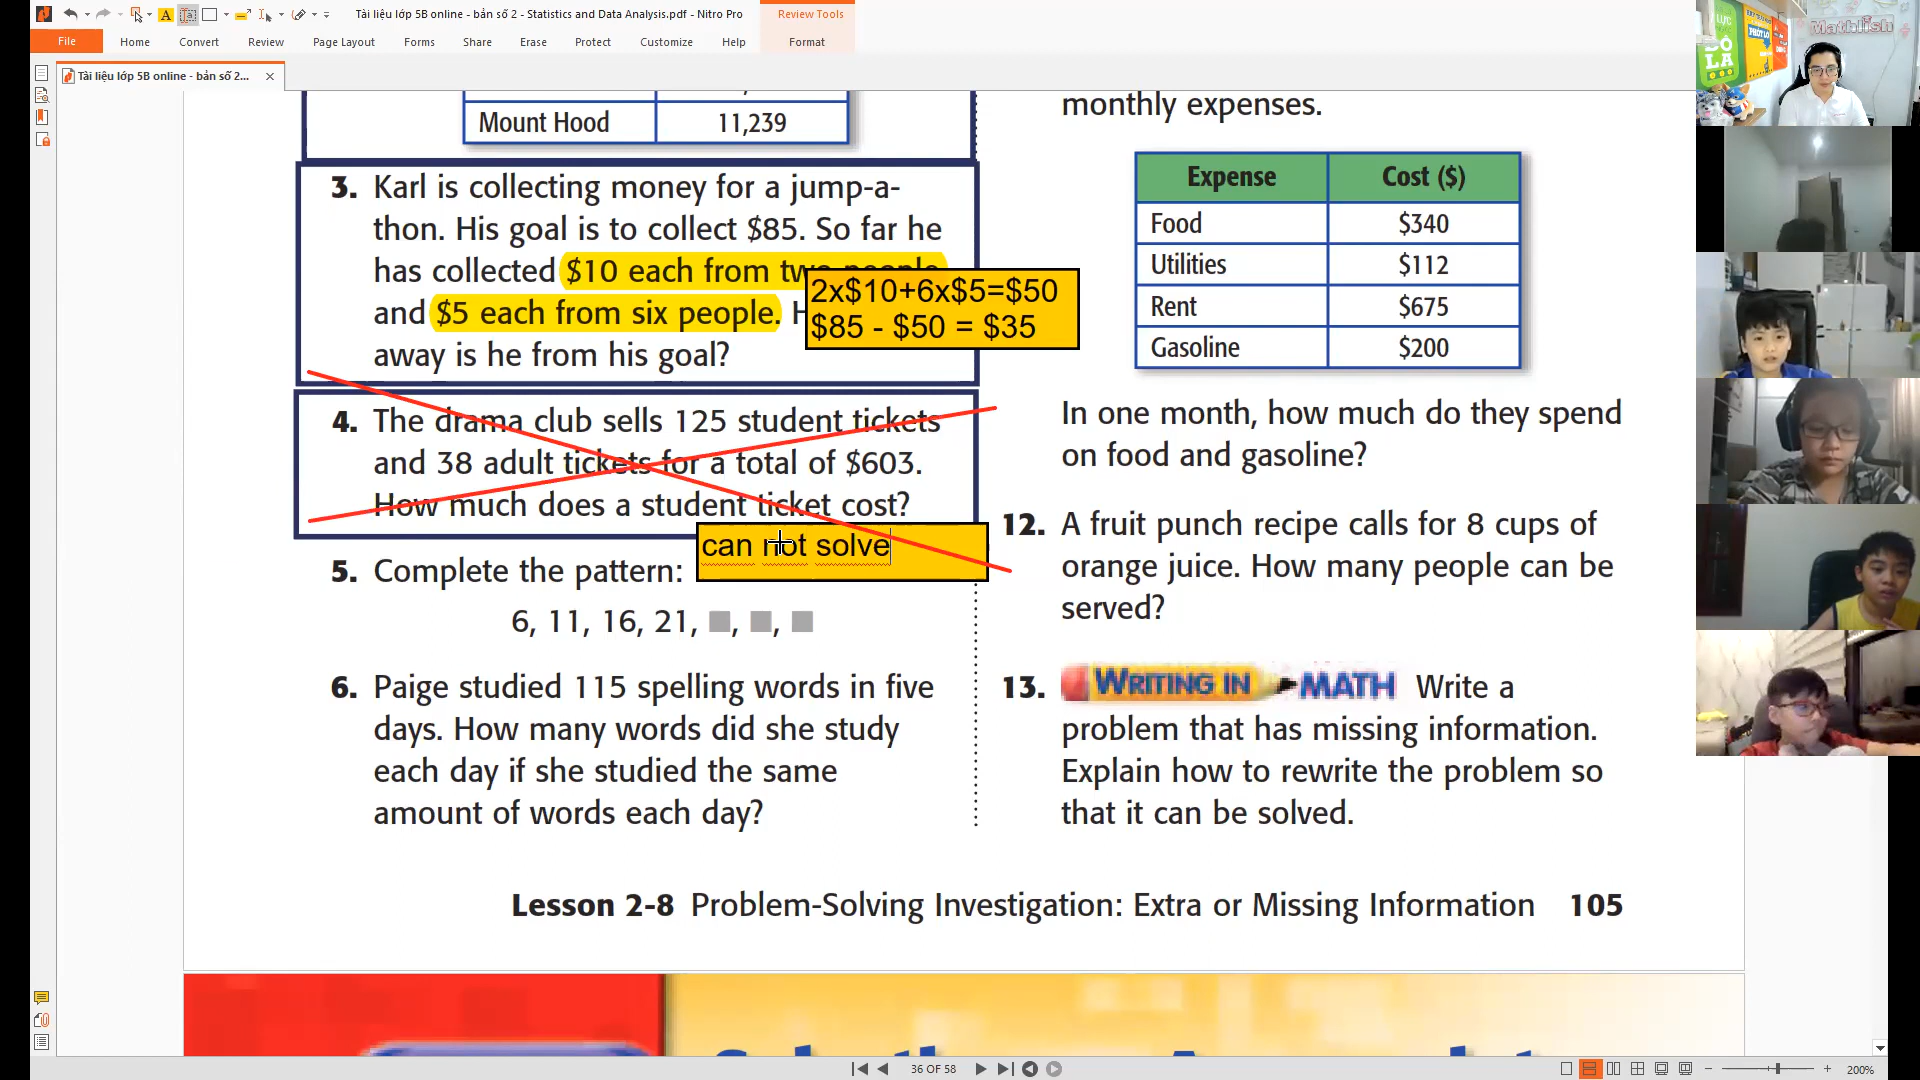 Tài liệu lớp 5B online - bản số 2 - Statistics and Data Analysis.pdf - Nitro Pro
Review Tools
File
Home
Convert
Review
Page Layout
Forms
Share
Erase
Protect
Customize
Help
Format
Tài liệu lớp 5B online - bản số 2...
Mount Hood 11,239
3. Karl is collecting money for a jump-a-
thon. His goal is to collect $85. So far he
has collected $10 each from two people
and $5 each from six people. H
away is he from his goal?
2x$10+6x$5=$50
$85 - $50 = $35
4. The drama club sells 125 student tickets
and 38 adult tickets for a total of $603.
How much does a student ticket cost?
can not solve
5. Complete the pattern:
6, 11, 16, 21, ■, ■, ■
6. Paige studied 115 spelling words in five
days. How many words did she study
each day if she studied the same
amount of words each day?
monthly expenses.
Expense Cost ($)
Food $340
Utilities $112
Rent $675
Gasoline $200
In one month, how much do they spend
on food and gasoline?
12. A fruit punch recipe calls for 8 cups of
orange juice. How many people can be
served?
13. WRITING IN MATH Write a
problem that has missing information.
Explain how to rewrite the problem so
that it can be solved.
Lesson 2-8 Problem-Solving Investigation: Extra or Missing Information 105
36 OF 58
200%
Mathlish